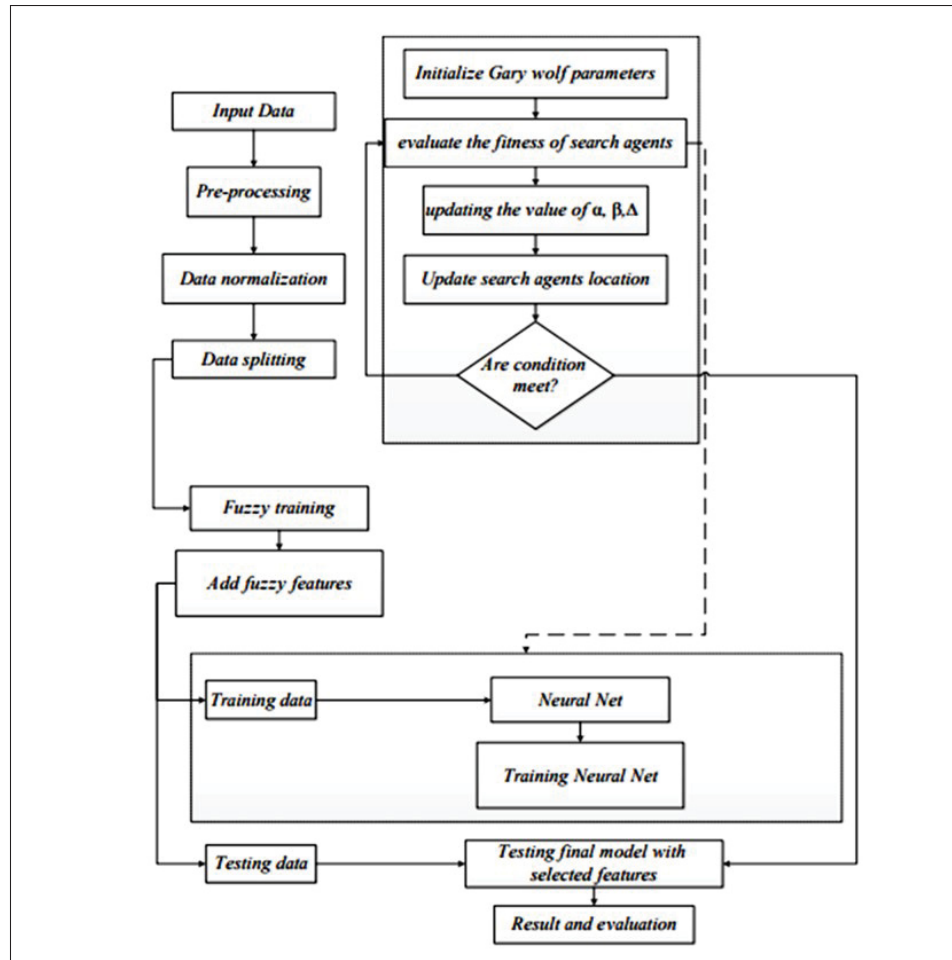 Initialize Gary wolf parameters
Input Data
evaluate the fitness of search agents
Pre-processing
updating the value of α, β,Δ
Data normalization
Update search agents location
Data splitting
Are condition
meet?
Fuzzy training
Add fuzzy features
Training data
Neural Net
Training Neural Net
Testing data
Testing final model with
selected features
Result and evaluation